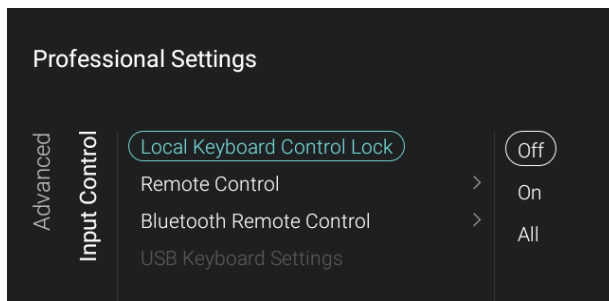 Professional Settings
Advanced
Input Control
Local Keyboard Control Lock
Remote Control
Bluetooth Remote Control
USB Keyboard Settings
Off
On
All